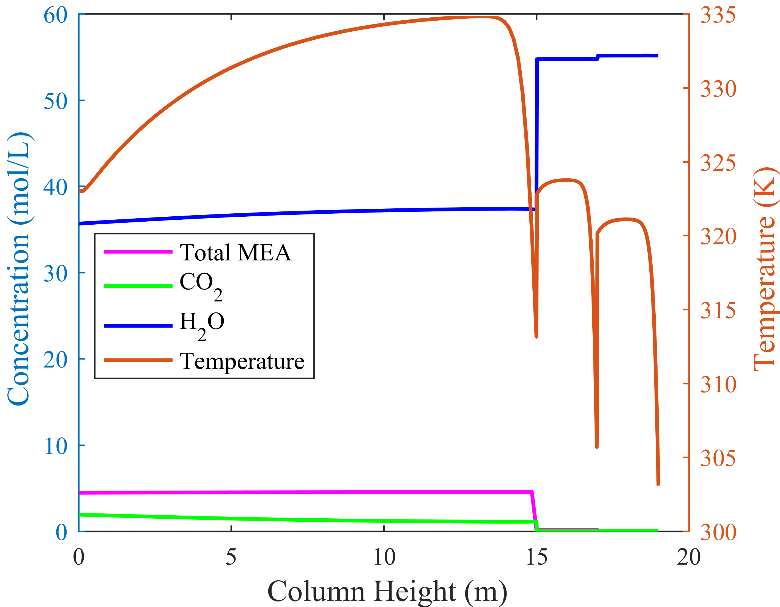 60
50
40
30
20
10
0
Concentration (mol/L)
335
330
325
320
315
310
305
300
Temperature (K)
Total MEA
CO₂
H₂O
Temperature
0
5
10
15
20
Column Height (m)